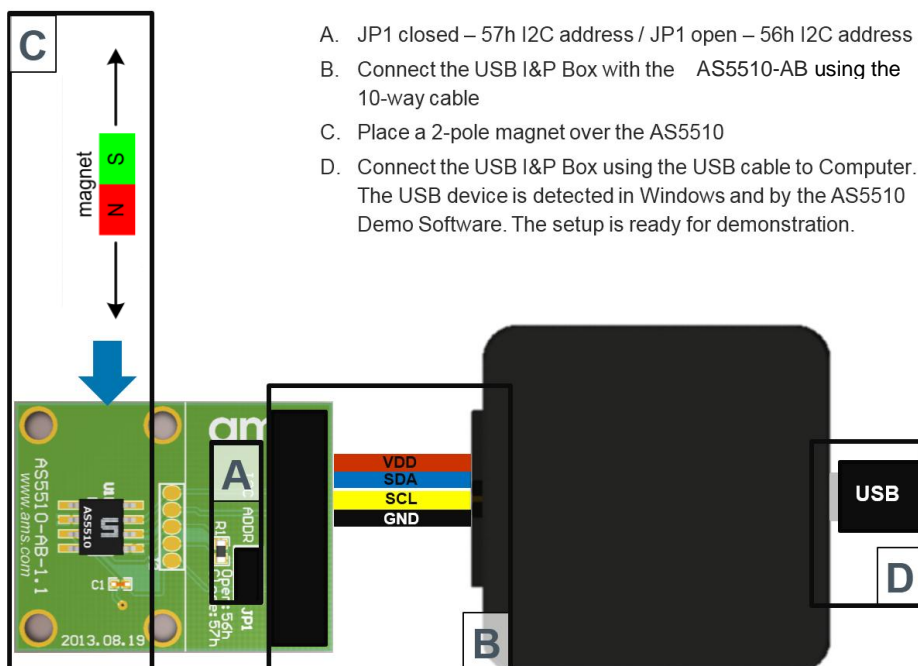 C
A. JP1 closed – 57h I2C address / JP1 open – 56h I2C address
B. Connect the USB I&P Box with the AS5510-AB using the
10-way cable
C. Place a 2-pole magnet over the AS5510
D. Connect the USB I&P Box using the USB cable to Computer.
The USB device is detected in Windows and by the AS5510
Demo Software. The setup is ready for demonstration.
magnet
S
N
AS5510-AB-1.1
www.ams.com
AS5510
C1
2013.08.19
A
ADDR
R1
Open:56h
JP1
VDD
SDA
SCL
GND
B
USB
D